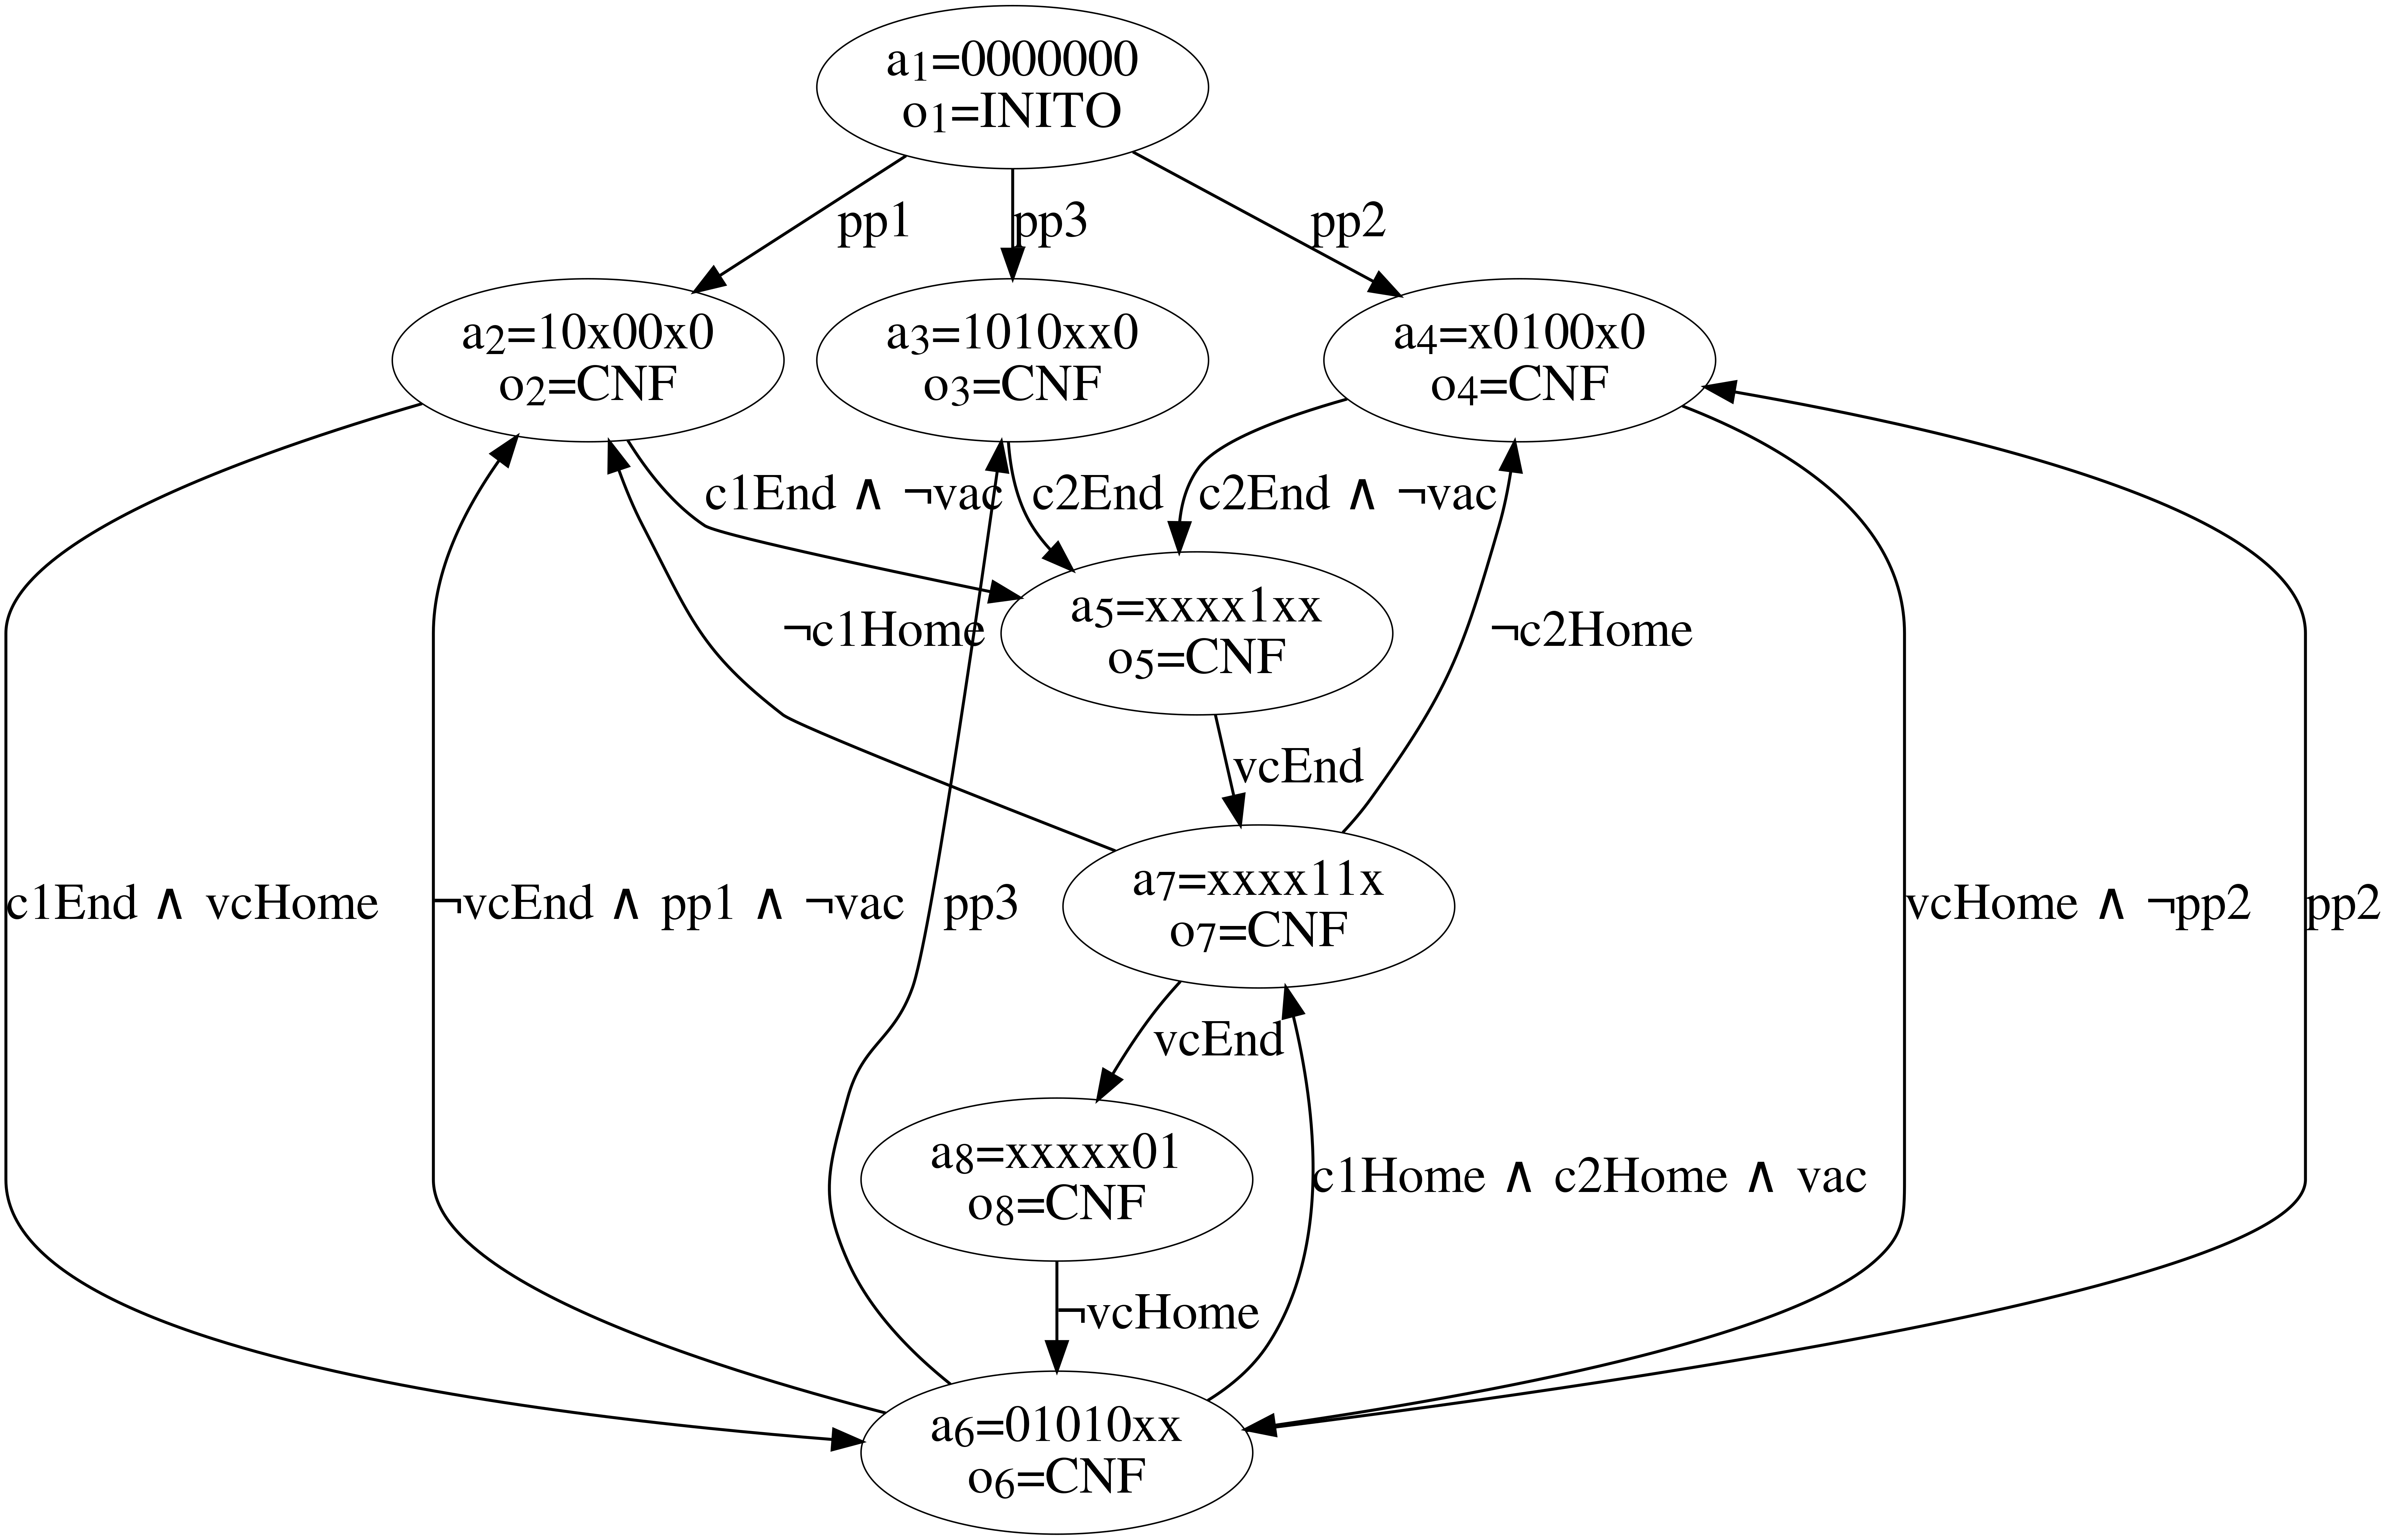 a1=0000000
o1=INITO
pp1
pp3
pp2
a2=10x00x0
o2=CNF
a3=1010xx0
o3=CNF
a4=x0100x0
o4=CNF
c1End ∧ ¬vac
c2End
c2End ∧ ¬vac
¬c1Home
a5=xxxx1xx
o5=CNF
¬c2Home
vcEnd
c1End ∧ vcHome
¬vcEnd ∧ pp1 ∧ ¬vac
pp3
a7=xxxx11x
o7=CNF
vcHome ∧ ¬pp2
pp2
vcEnd
a8=xxxxx01
o8=CNF
c1Home ∧ c2Home ∧ vac
¬vcHome
a6=01010xx
o6=CNF